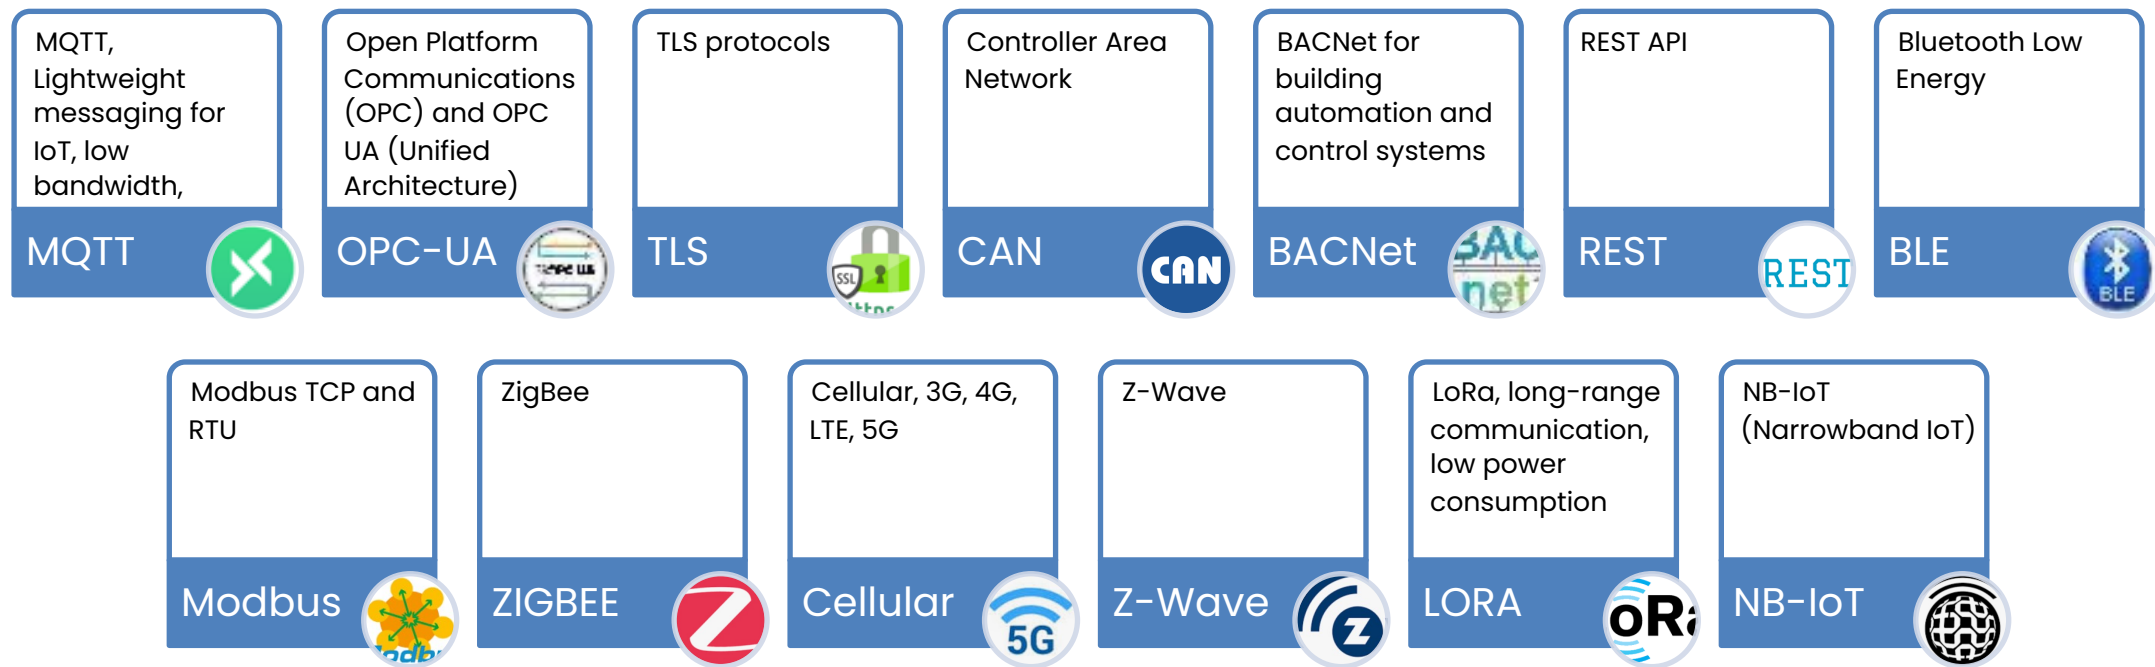 MQTT,
Lightweight
messaging for
IoT, low
bandwidth,
MQTT
Open Platform
Communications
(OPC) and OPC
UA (Unified
Architecture)
OPC-UA
TLS protocols
TLS
SSL
Controller Area
Network
CAN
CAN
BACNet for
building
automation and
control systems
BACNet
BAC
net
REST API
REST
REST
Bluetooth Low
Energy
BLE
BLE
Modbus TCP and
RTU
Modbus
ZigBee
ZIGBEE
Cellular, 3G, 4G,
LTE, 5G
Cellular
5G
Z-Wave
Z-Wave
Z
LoRa, long-range
communication,
low power
consumption
LORA
oRa
NB-IoT
(Narrowband IoT)
NB-IoT